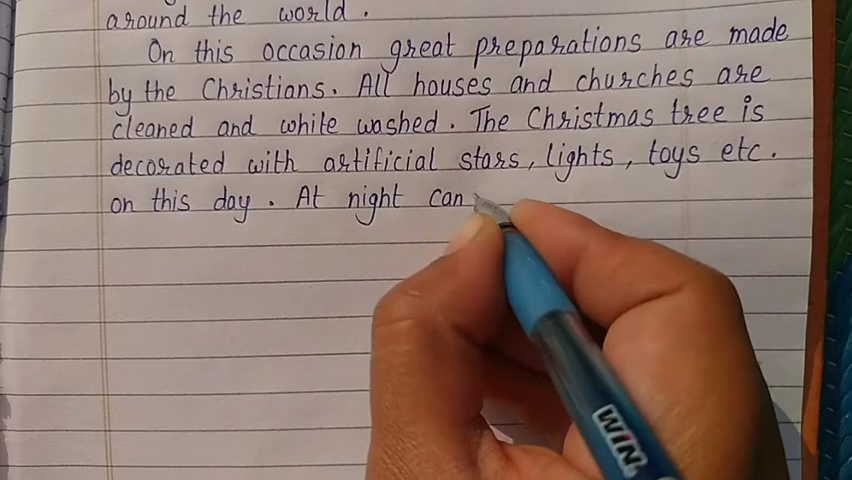 around the world.
On this occasion great preparations are made
by the Christians. All houses and churches are
cleaned and white washed. The Christmas tree is
decorated with artificial stars, lights, toys etc.
on this day. At night can
WIN